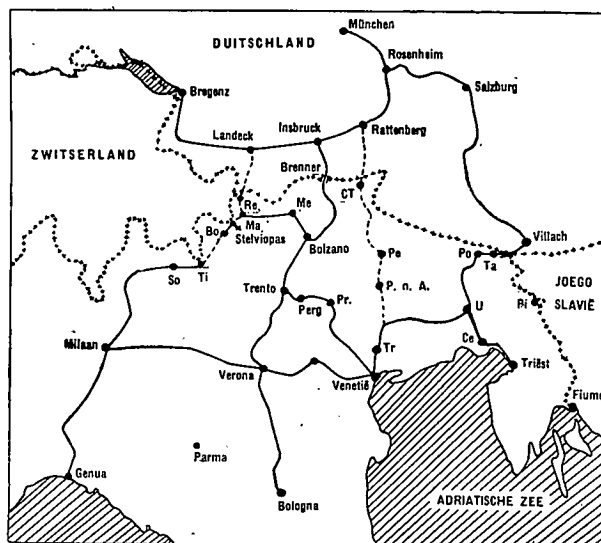 München
DUITSCHLAND
Rosenheim
Bregenz
Salzburg
Landeck
Insbruck
Rattenberg
ZWITSERLAND
Brenner
CT
Re
Me
Bo
Ma
Stelviopas
Bolzano
Villach
Pe
Po
Ta
So
Ti
JOEGO
SLAVIË
Trento
P. n. A.
Perg
Pr.
U
Bi
Milaan
Tr
Ce
Verona
Venetië
Triëst
Fiume
Parma
Genua
Bologna
ADRIATISCHE ZEE